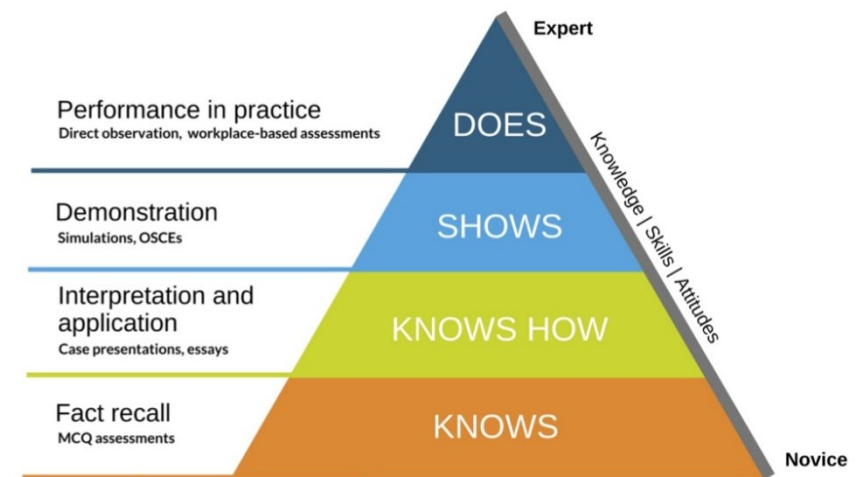 Expert
Performance in practice
Direct observation, workplace-based assessments
DOES
Demonstration
Simulations, OSCEs
SHOWS
Knowledge | Skills | Attitudes
Interpretation and
application
Case presentations, essays
KNOWS HOW
Fact recall
MCQ assessments
KNOWS
Novice